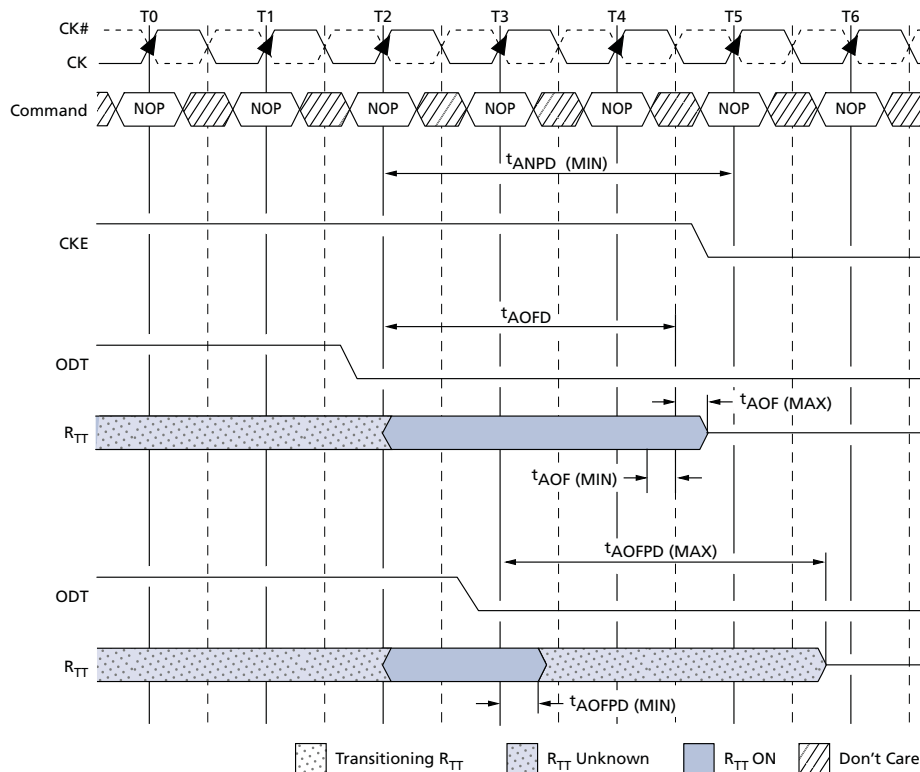 T0 T1 T2 T3 T4 T5 T6
CK#
CK
Command NOP NOP NOP NOP NOP NOP NOP
tANPD (MIN)
CKE
tAOFD
ODT
tAOF (MAX)
RTT
tAOF (MIN)
tAOFPD (MAX)
ODT
RTT
tAOFPD (MIN)
Transitioning RTT RTT Unknown RTT ON Don't Care